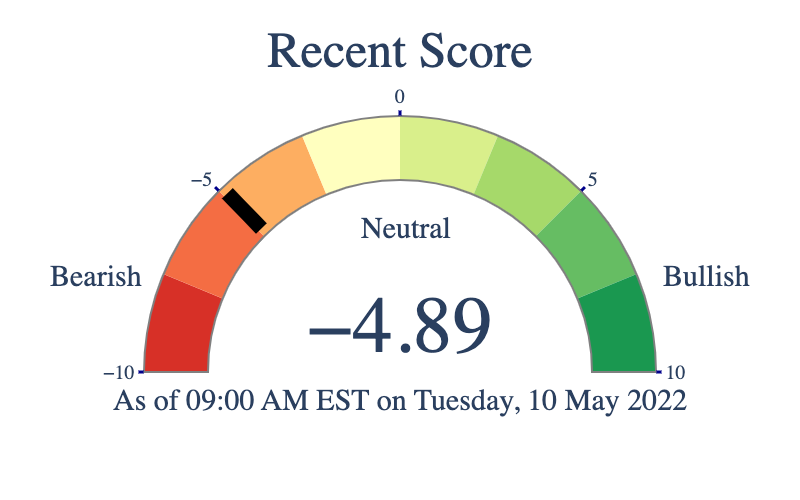 Recent Score
0
−5
5
Neutral
Bearish
Bullish
−4.89
−10
10
As of 09:00 AM EST on Tuesday, 10 May 2022